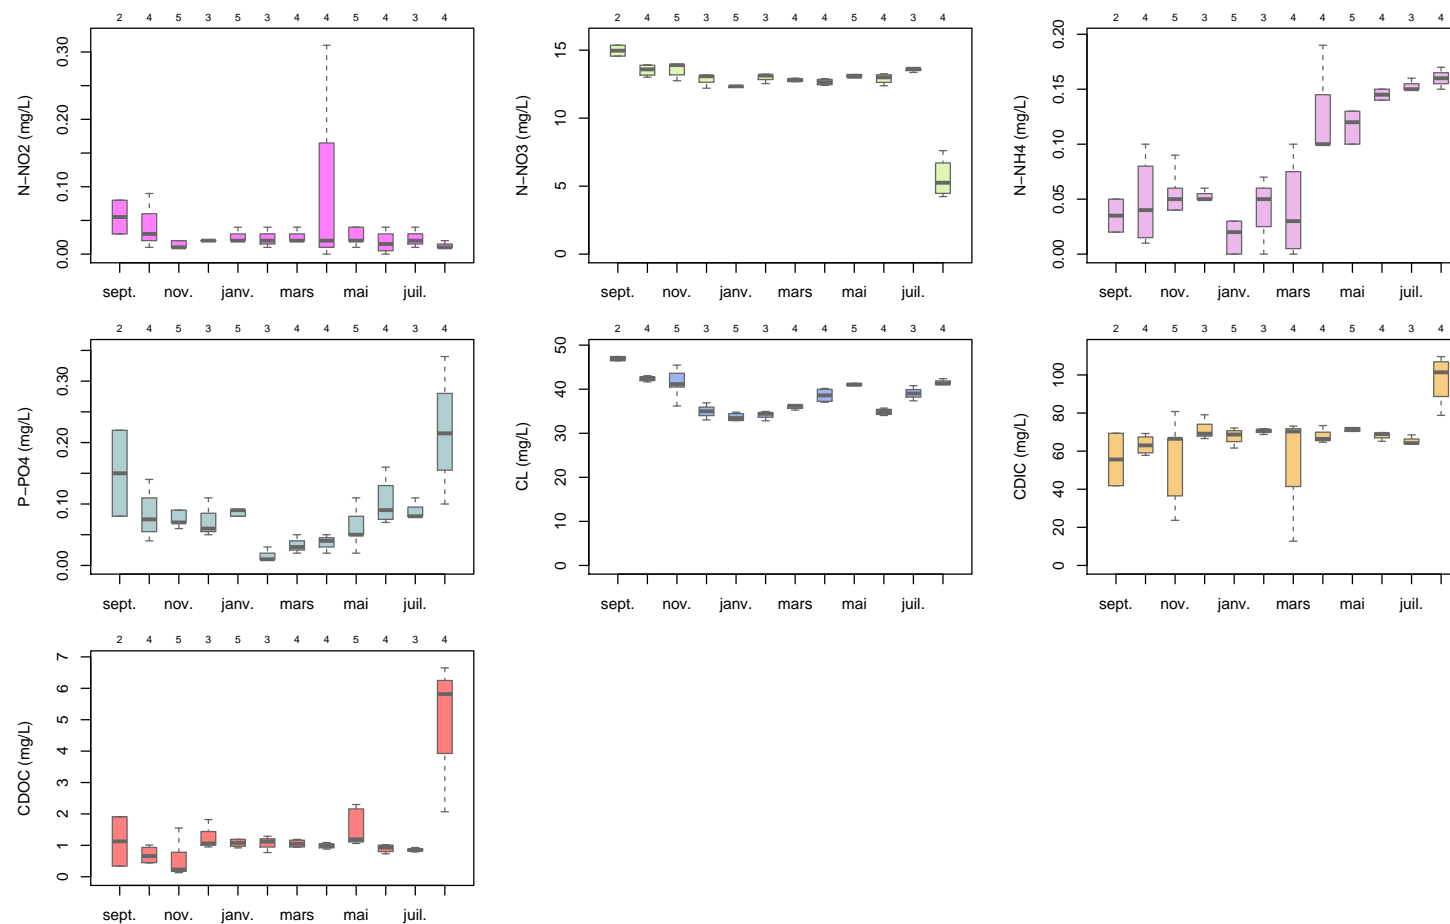 2 4 5 3 5 3 4 4 5 4 3 4
N−NO2 (mg/L)
0.00 0.10 0.20 0.30
sept. nov. janv. mars mai juil.
2 4 5 3 5 3 4 4 5 4 3 4
N−NO3 (mg/L)
0 5 10 15
sept. nov. janv. mars mai juil.
2 4 5 3 5 3 4 4 5 4 3 4
N−NH4 (mg/L)
0.00 0.05 0.10 0.15 0.20
sept. nov. janv. mars mai juil.
2 4 5 3 5 3 4 4 5 4 3 4
P−PO4 (mg/L)
0.00 0.10 0.20 0.30
sept. nov. janv. mars mai juil.
2 4 5 3 5 3 4 4 5 4 3 4
CL (mg/L)
0 10 20 30 40 50
sept. nov. janv. mars mai juil.
2 4 5 3 5 3 4 4 5 4 3 4
CDIC (mg/L)
0 20 40 60 80 100
sept. nov. janv. mars mai juil.
2 4 5 3 5 3 4 4 5 4 3 4
CDOC (mg/L)
0 1 2 3 4 5 6 7
sept. nov. janv. mars mai juil.